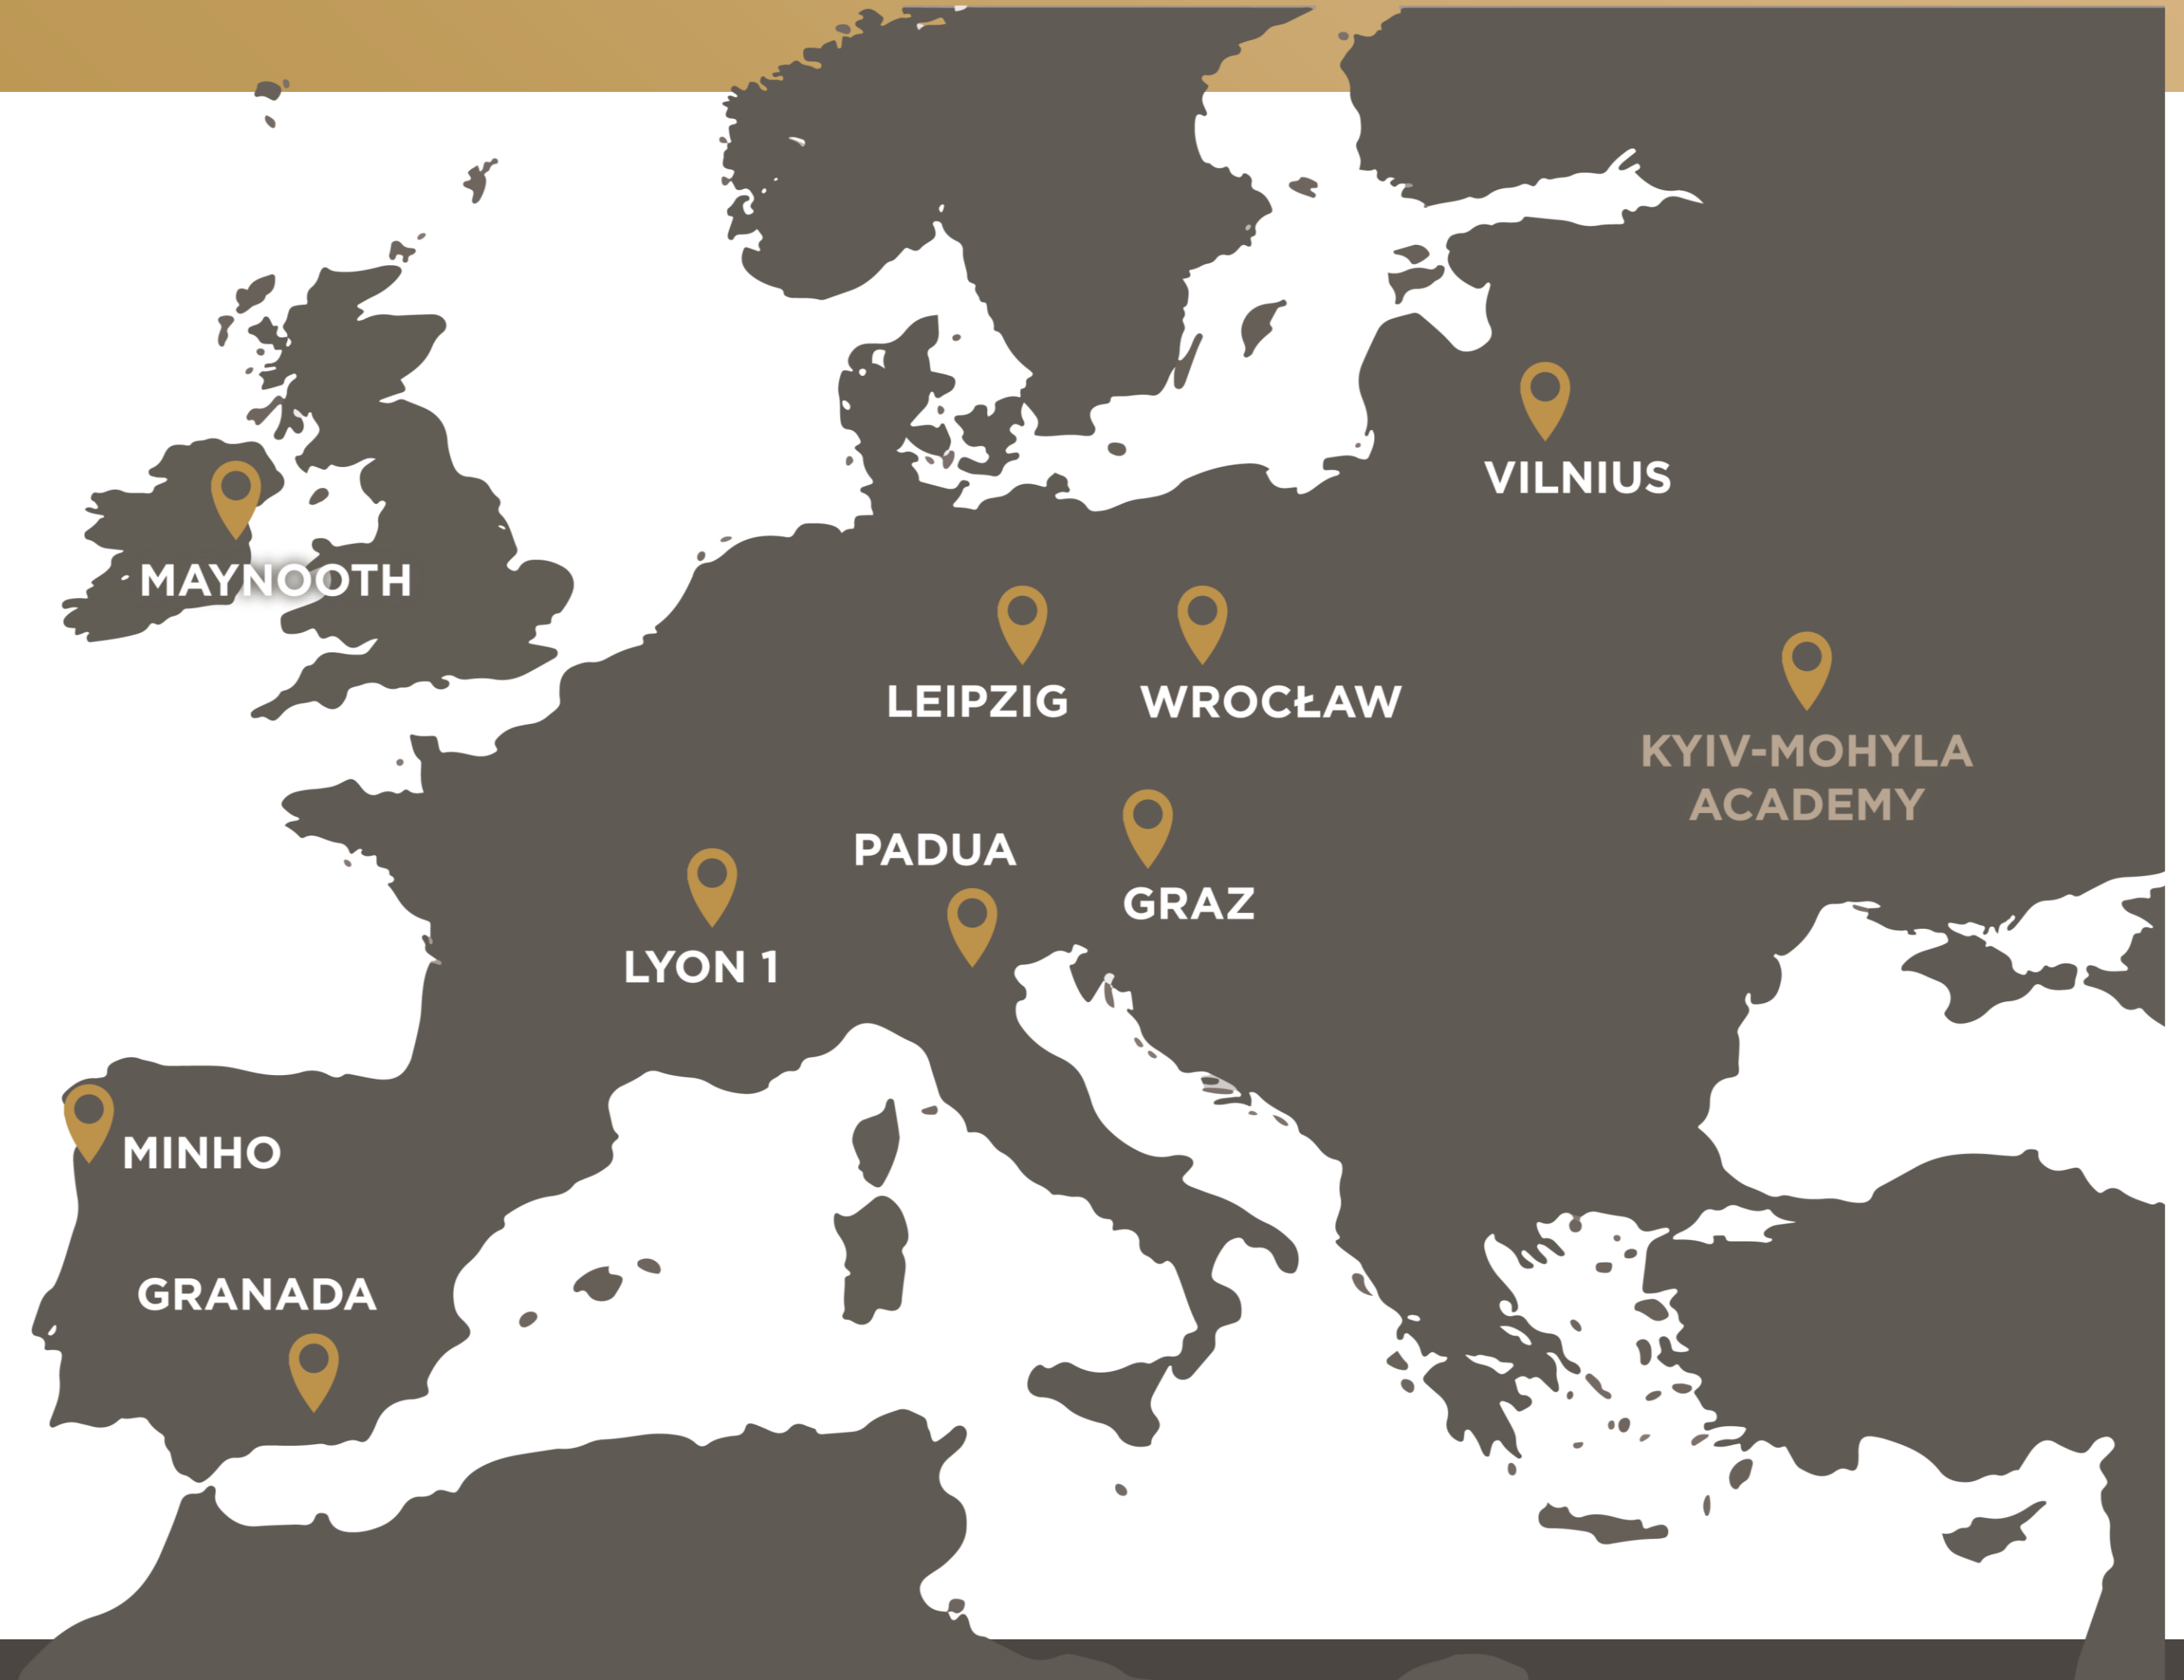 VILNIUS
MAYNOOTH
LEIPZIG
WROCŁAW
KYIV-MOHYLA
ACADEMY
PADUA
GRAZ
LYON 1
MINHO
GRANADA